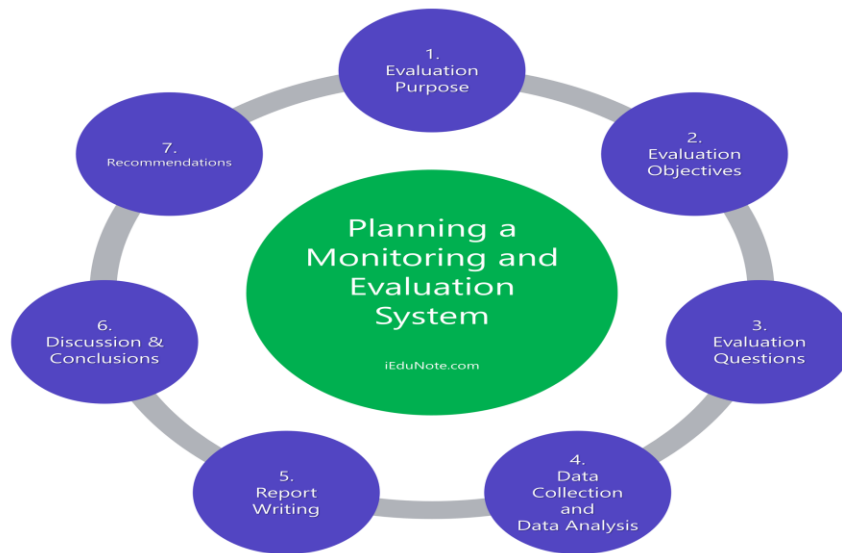 1.
Evaluation
Purpose
2.
Evaluation
Objectives
3.
Evaluation
Questions
4.
Data
Collection
and
Data Analysis
5.
Report
Writing
6.
Discussion &
Conclusions
7.
Recommendations
Planning a
Monitoring and
Evaluation
System
iEduNote.com